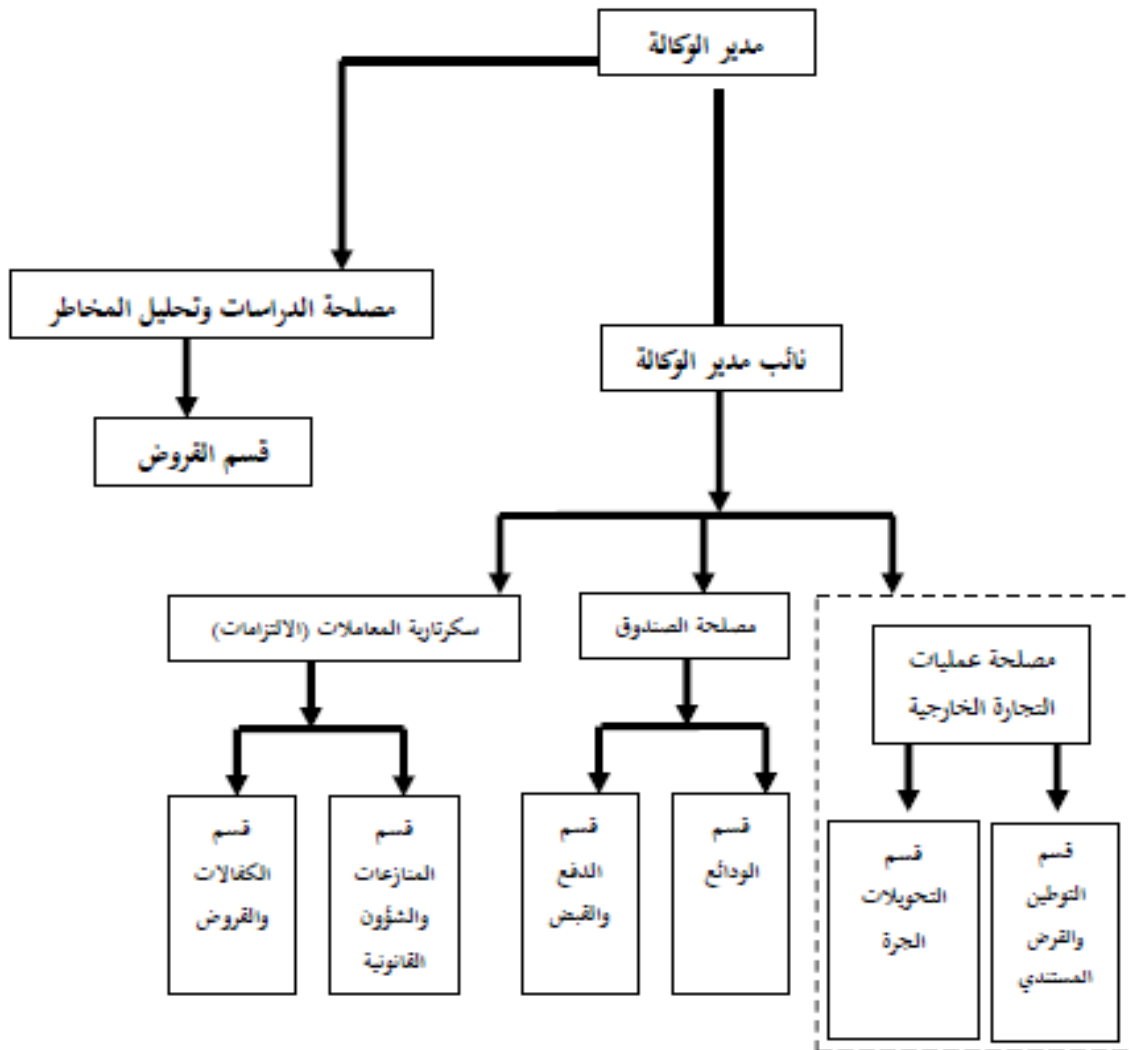 مدير الوكالة
مصلحة الدراسات وتحليل المخاطر
نائب مدير الوكالة
قسم القروض
مصلحة عمليات
التجارة الخارجية
مصلحة الصندوق
سكرتارية المعاملات (الالتزامات)
قسم
التوطين
والقرض
المستندي
قسم
التحويلات
الجرة
قسم
الودائع
قسم
الدفع
والقبض
قسم
المنازعات
والشؤون
القانونية
قسم
الكفالات
والقروض